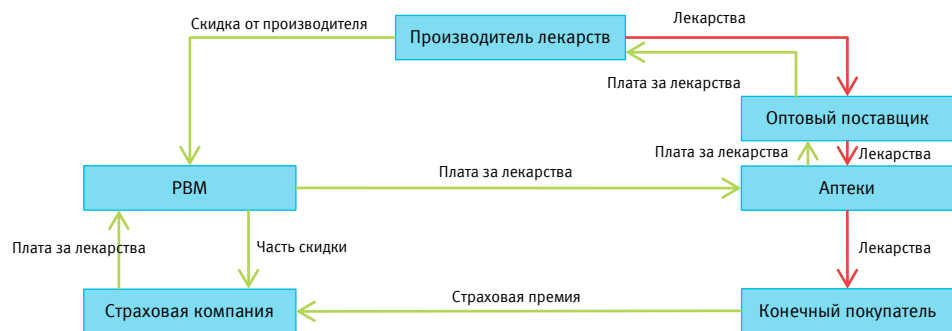 Скидка от производителя
Лекарства
Производитель лекарств
Плата за лекарства
Оптовый поставщик
Плата за лекарства
Лекарства
Плата за лекарства
PBM
Аптеки
Плата за лекарства
Часть скидки
Лекарства
Страховая премия
Страховая компания
Конечный покупатель